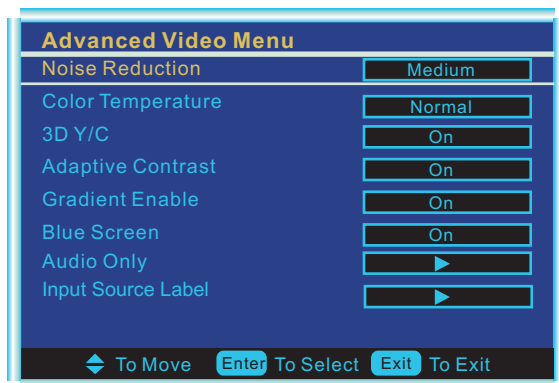 Advanced Video Menu
Noise Reduction Medium
Color Temperature Normal
3D Y/C On
Adaptive Contrast On
Gradient Enable On
Blue Screen On
Audio Only
Input Source Label
To Move Enter To Select Exit To Exit